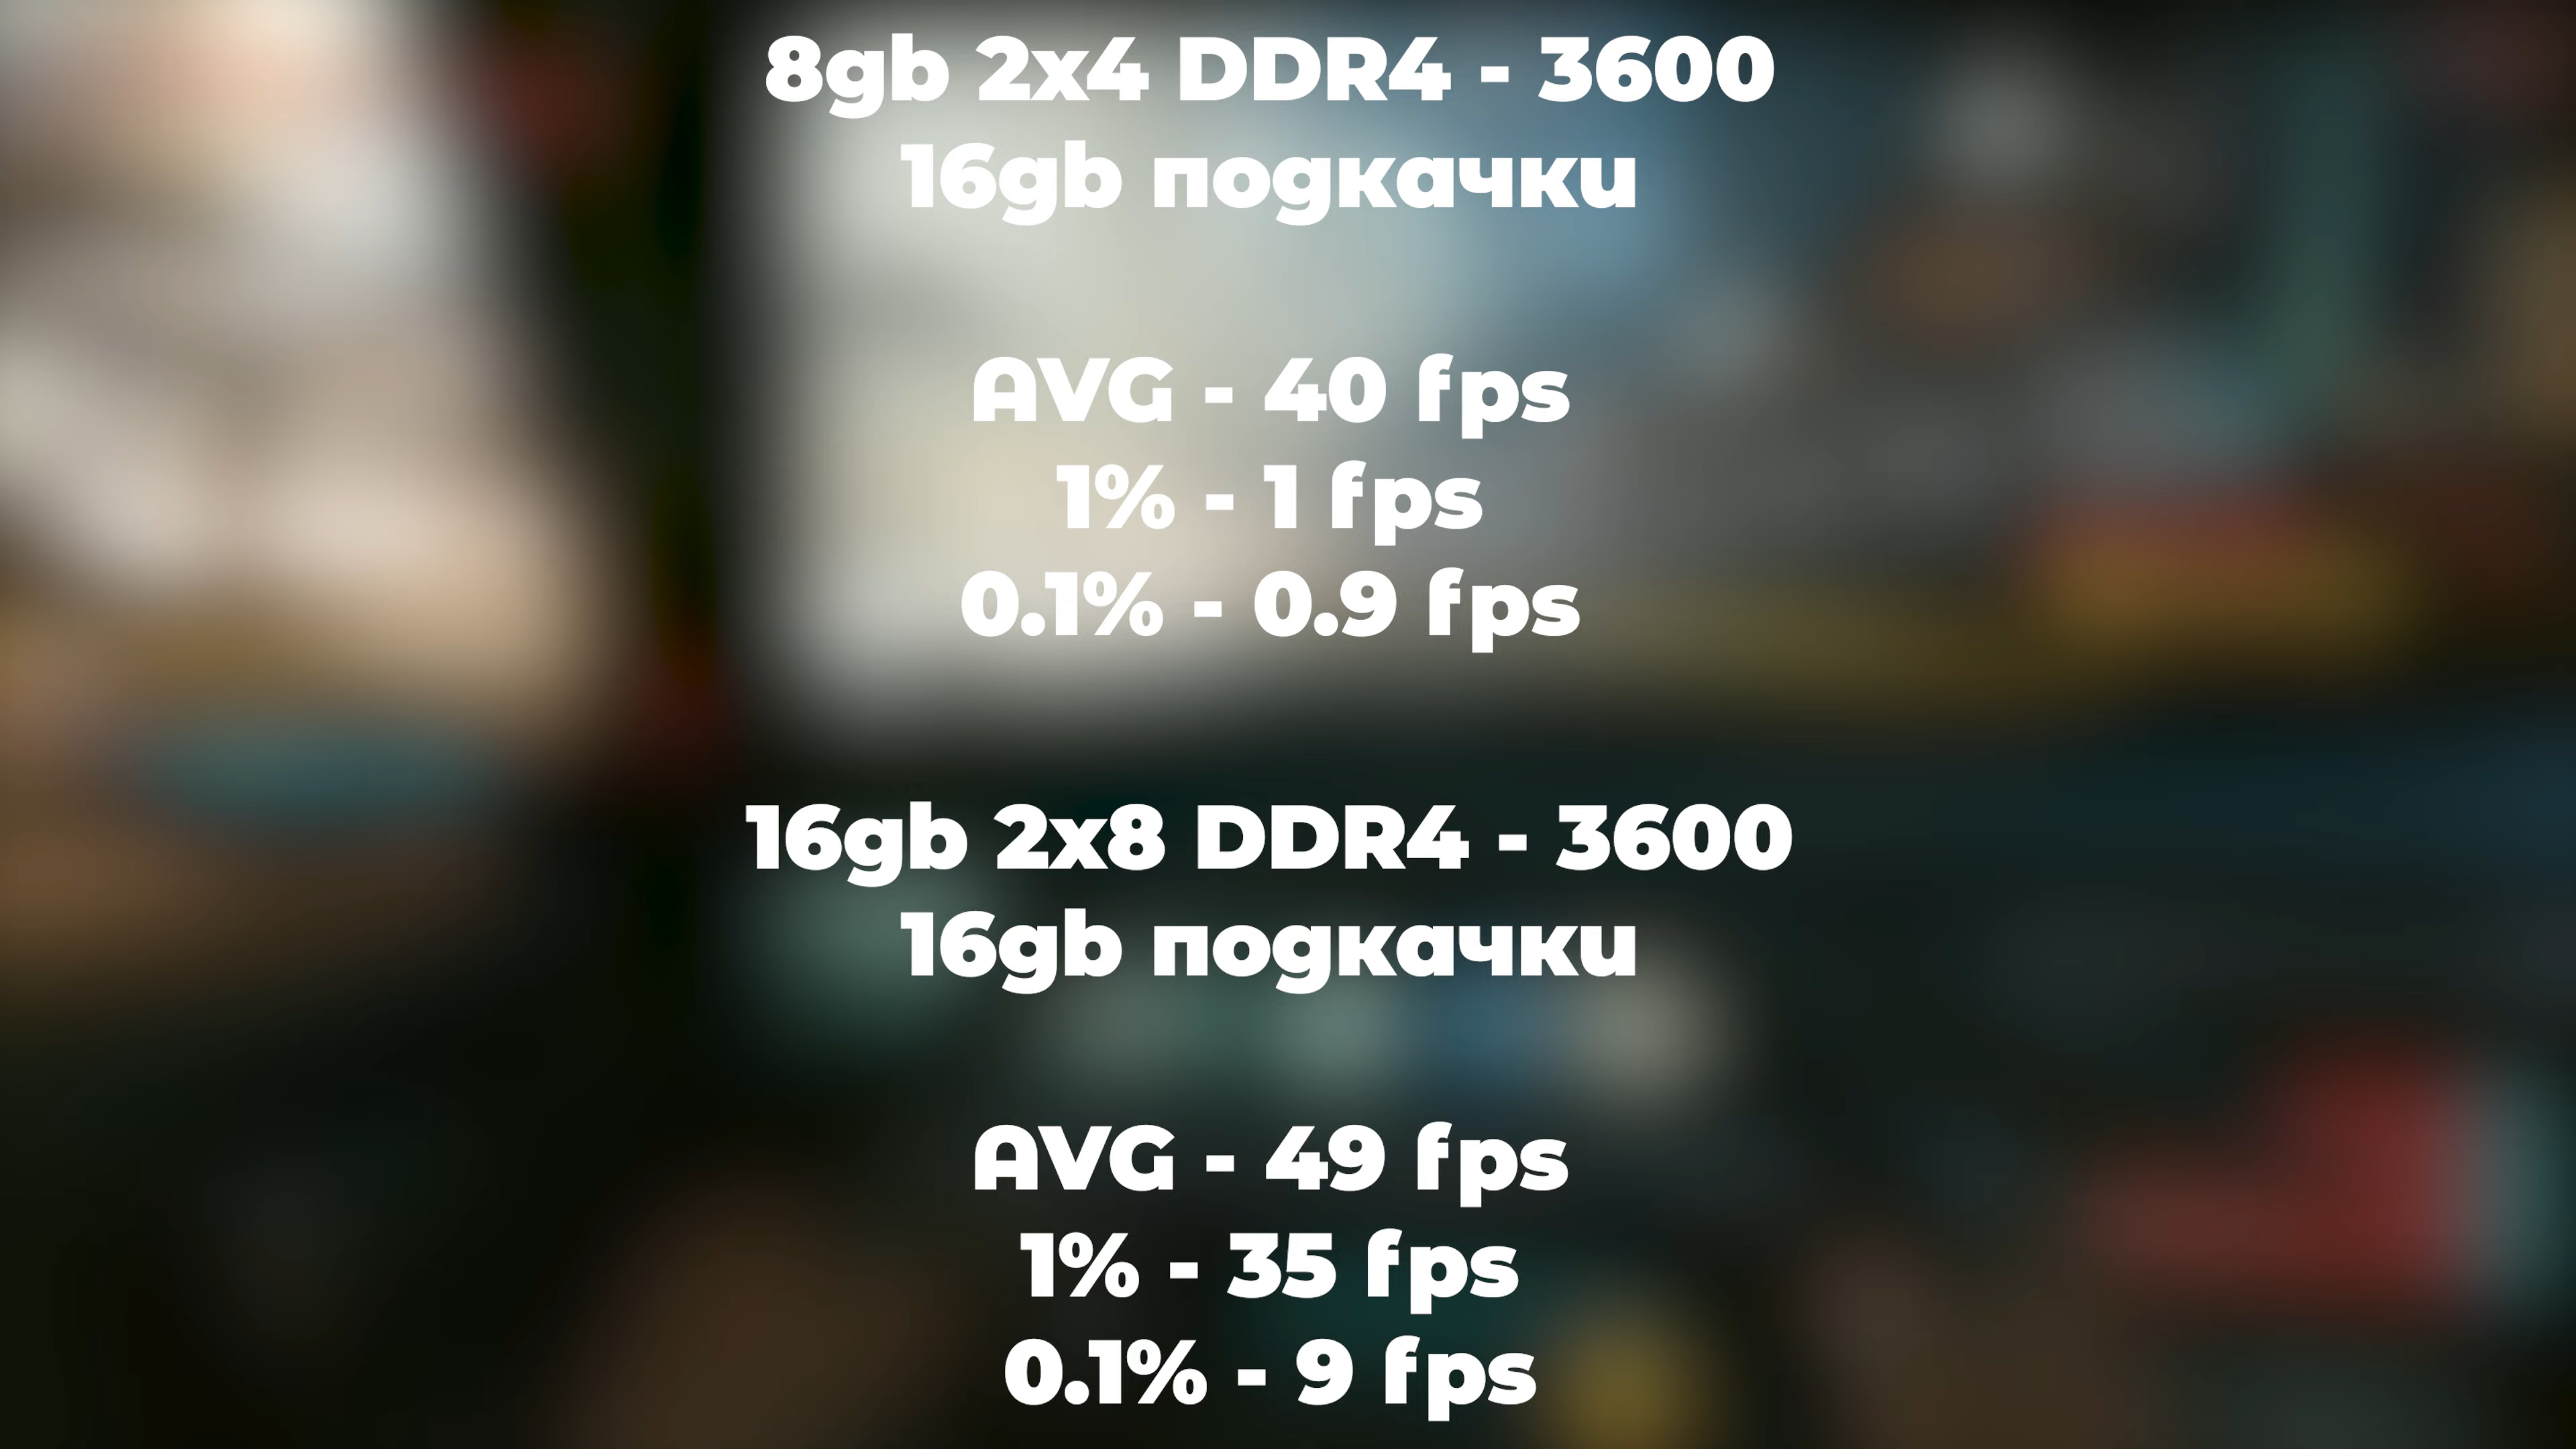 8gb 2x4 DDR4 - 3600
16gb подкачки
AVG - 40 fps
1% - 1 fps
0.1% - 0.9 fps
16gb 2x8 DDR4 - 3600
16gb подкачки
AVG - 49 fps
1% - 35 fps
0.1% - 9 fps